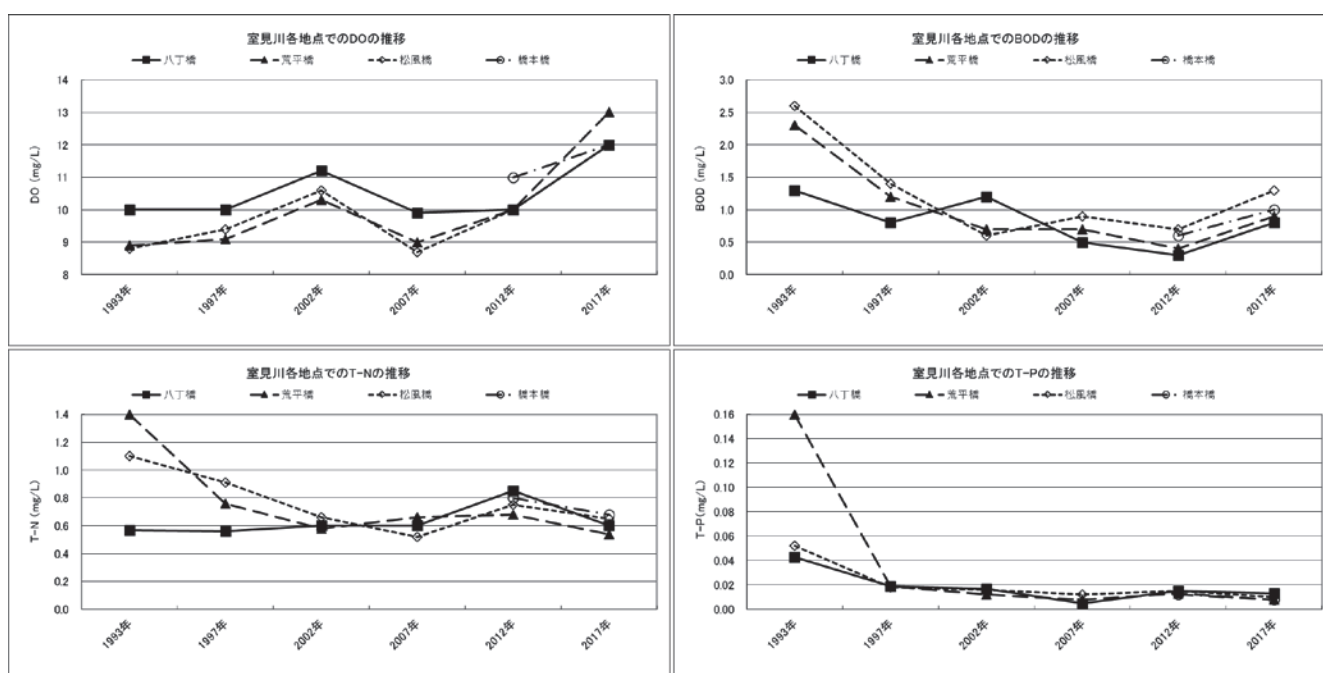 室見川各地点でのDOの推移
八丁橋 荒平橋 松風橋 橋本橋
DO (mg/L)
14
13
12
11
10
9
8
1993年 1997年 2002年 2007年 2012年 2017年
室見川各地点でのBODの推移
八丁橋 荒平橋 松風橋 橋本橋
BOD (mg/L)
3.0
2.5
2.0
1.5
1.0
0.5
0.0
1993年 1997年 2002年 2007年 2012年 2017年
室見川各地点でのT-Nの推移
八丁橋 荒平橋 松風橋 橋本橋
T-N (mg/L)
1.4
1.2
1.0
0.8
0.6
0.4
0.2
0.0
1993年 1997年 2002年 2007年 2012年 2017年
室見川各地点でのT-Pの推移
八丁橋 荒平橋 松風橋 橋本橋
T-P (mg/L)
0.16
0.14
0.12
0.10
0.08
0.06
0.04
0.02
0.00
1993年 1997年 2002年 2007年 2012年 2017年